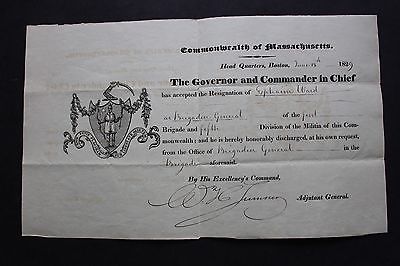 Commonwealth of Massachusetts.
Head Quarters, Boston, June 18th 1829
The Governor and Commander in Chief
has accepted the Resignation of Ephraim Ward
as Brigadier General of the first
Brigade and fifth Division of the Militia of this Com-
monwealth; and he is hereby honorably discharged, at his own request,
from the Office of Brigadier General in the
Brigade aforesaid.
By His Excellency's Command,
Wm H Sumner
Adjutant General.